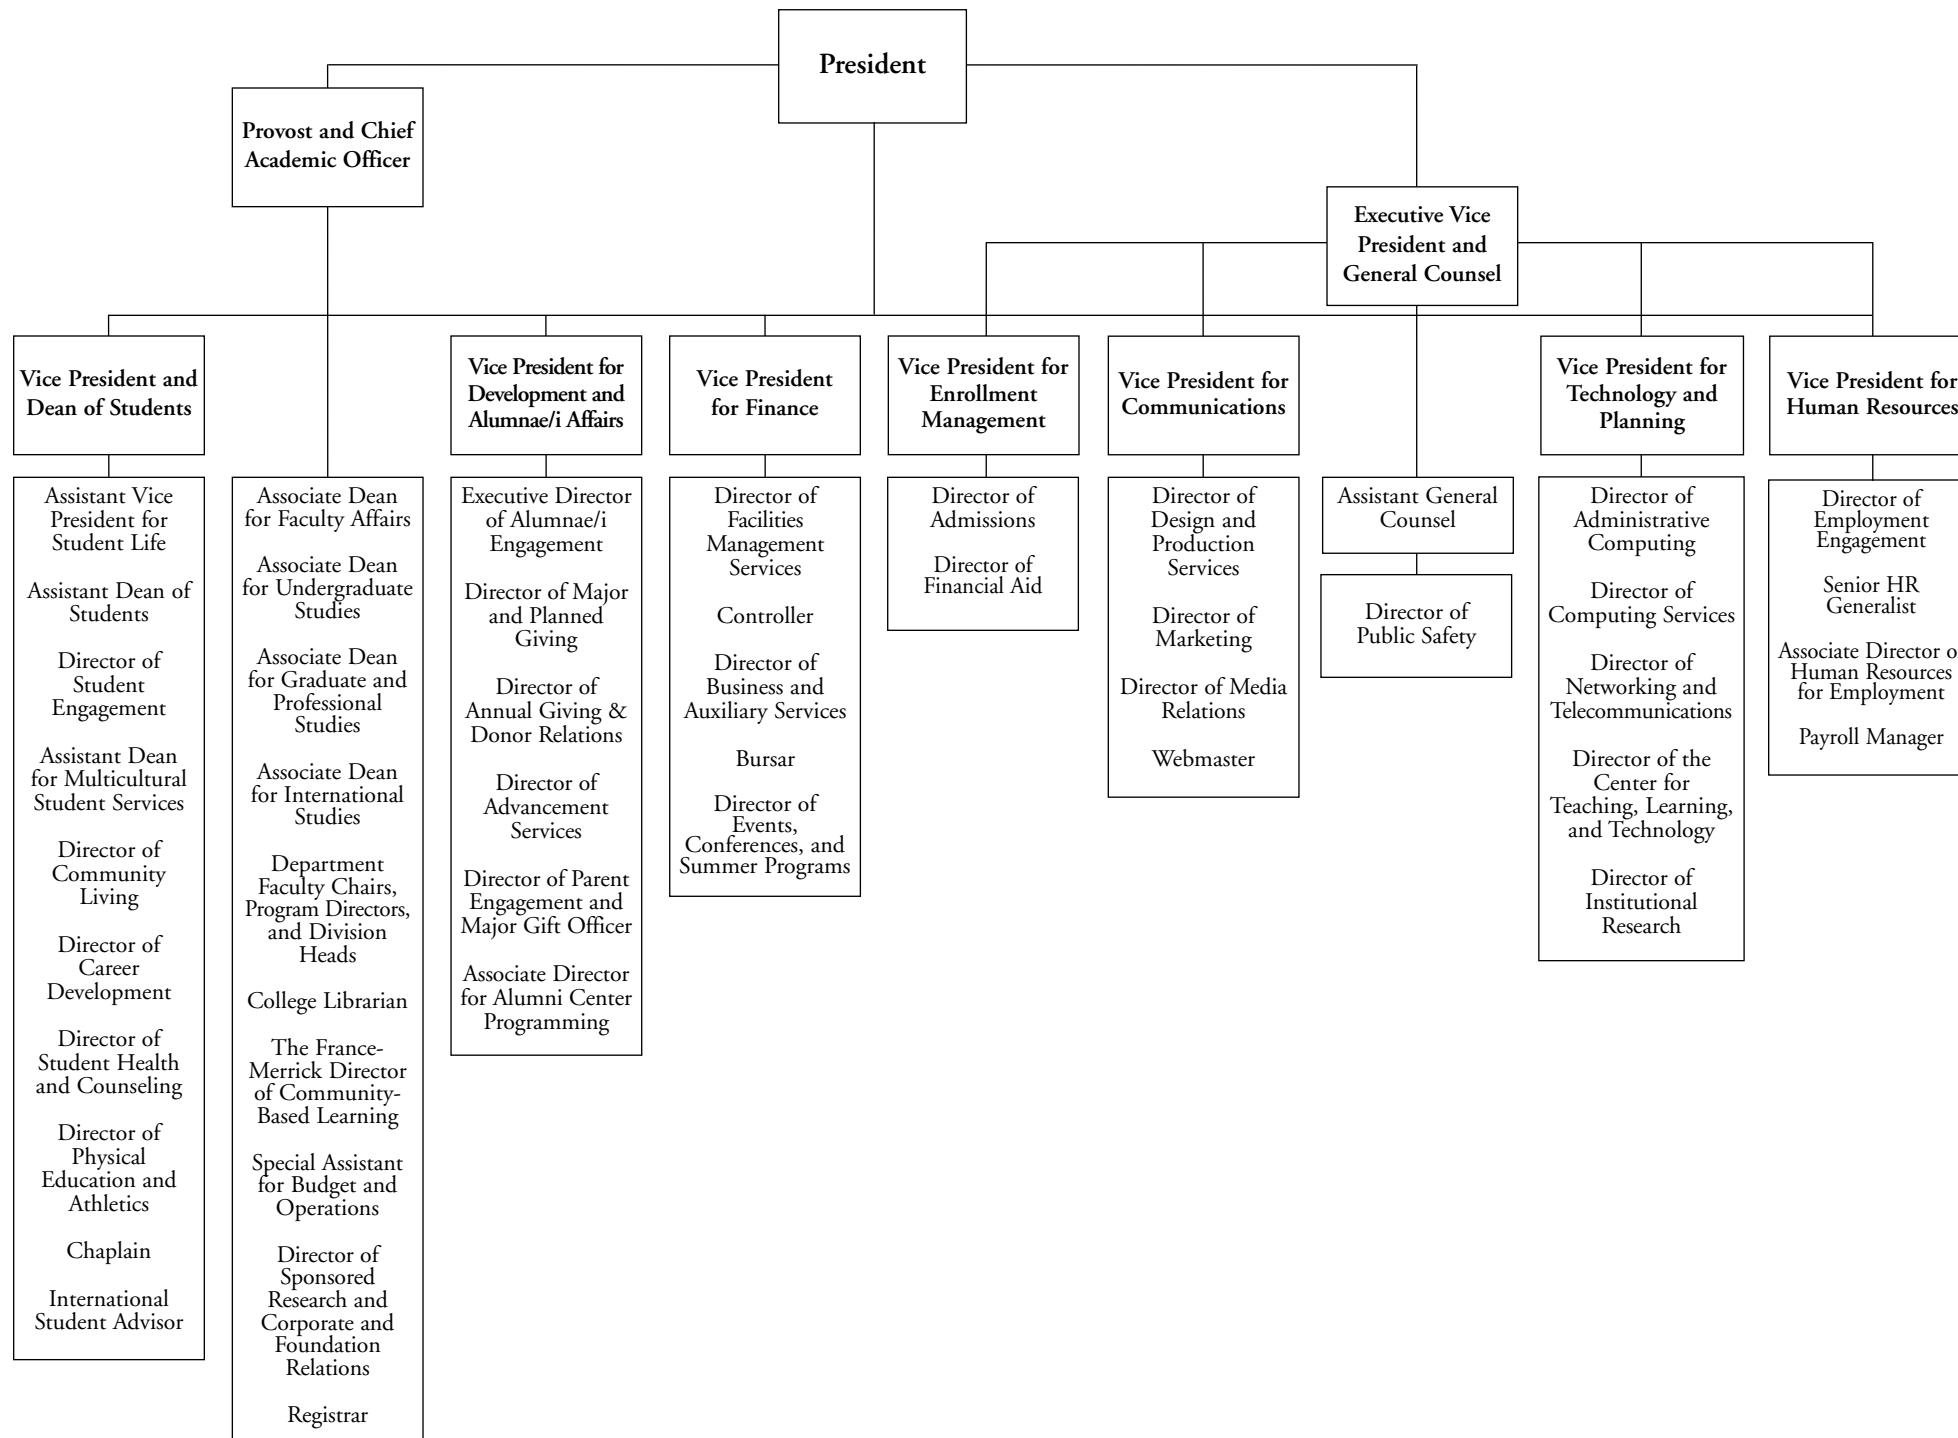 President
Provost and Chief
Academic Officer
Executive Vice
President and
General Counsel
Vice President and
Dean of Students
Vice President for
Development and
Alumnae/i Affairs
Vice President
for Finance
Vice President for
Enrollment
Management
Vice President for
Communications
Vice President for
Technology and
Planning
Vice President for
Human Resources
Assistant Vice
President for
Student Life
Assistant Dean of
Students
Director of
Student
Engagement
Assistant Dean
for Multicultural
Student Services
Director of
Community
Living
Director of
Career
Development
Director of
Student Health
and Counseling
Director of
Physical
Education and
Athletics
Chaplain
International
Student Advisor
Associate Dean
for Faculty Affairs
Associate Dean
for Undergraduate
Studies
Associate Dean
for Graduate and
Professional
Studies
Associate Dean
for International
Studies
Department
Faculty Chairs,
Program Directors,
and Division
Heads
College Librarian
The France-
Merrick Director
of Community-
Based Learning
Special Assistant
for Budget and
Operations
Director of
Sponsored
Research and
Corporate and
Foundation
Relations
Registrar
Executive Director
of Alumnae/i
Engagement
Director of Major
and Planned
Giving
Director of
Annual Giving &
Donor Relations
Director of
Advancement
Services
Director of Parent
Engagement and
Major Gift Officer
Associate Director
for Alumni Center
Programming
Director of
Facilities
Management
Services
Controller
Director of
Business and
Auxiliary Services
Bursar
Director of
Events,
Conferences, and
Summer Programs
Director of
Admissions
Director of
Financial Aid
Director of
Design and
Production
Services
Director of
Marketing
Director of Media
Relations
Webmaster
Assistant General
Counsel
Director of
Public Safety
Director of
Administrative
Computing
Director of
Computing Services
Director of
Networking and
Telecommunications
Director of the
Center for
Teaching, Learning,
and Technology
Director of
Institutional
Research
Director of
Employment
Engagement
Senior HR
Generalist
Associate Director o
Human Resources
for Employment
Payroll Manager